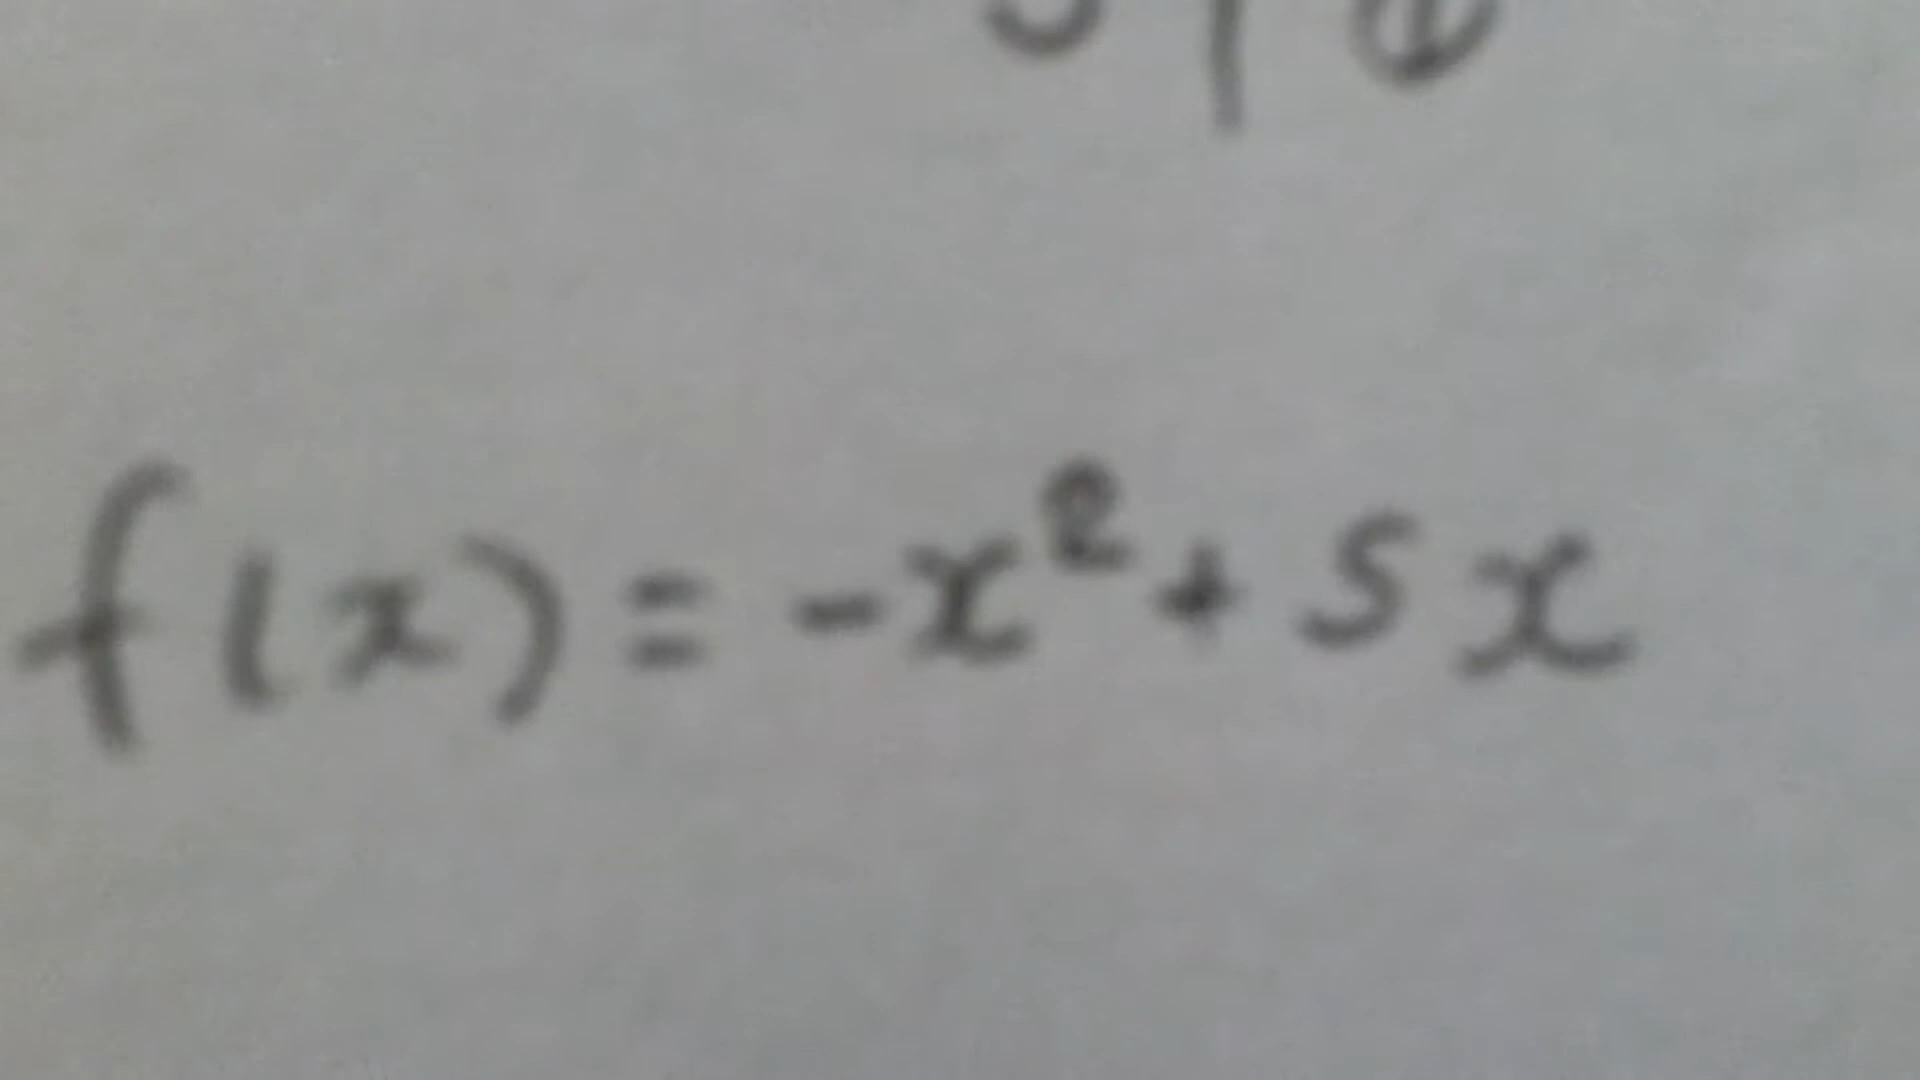 f(x) = -x² + 5x